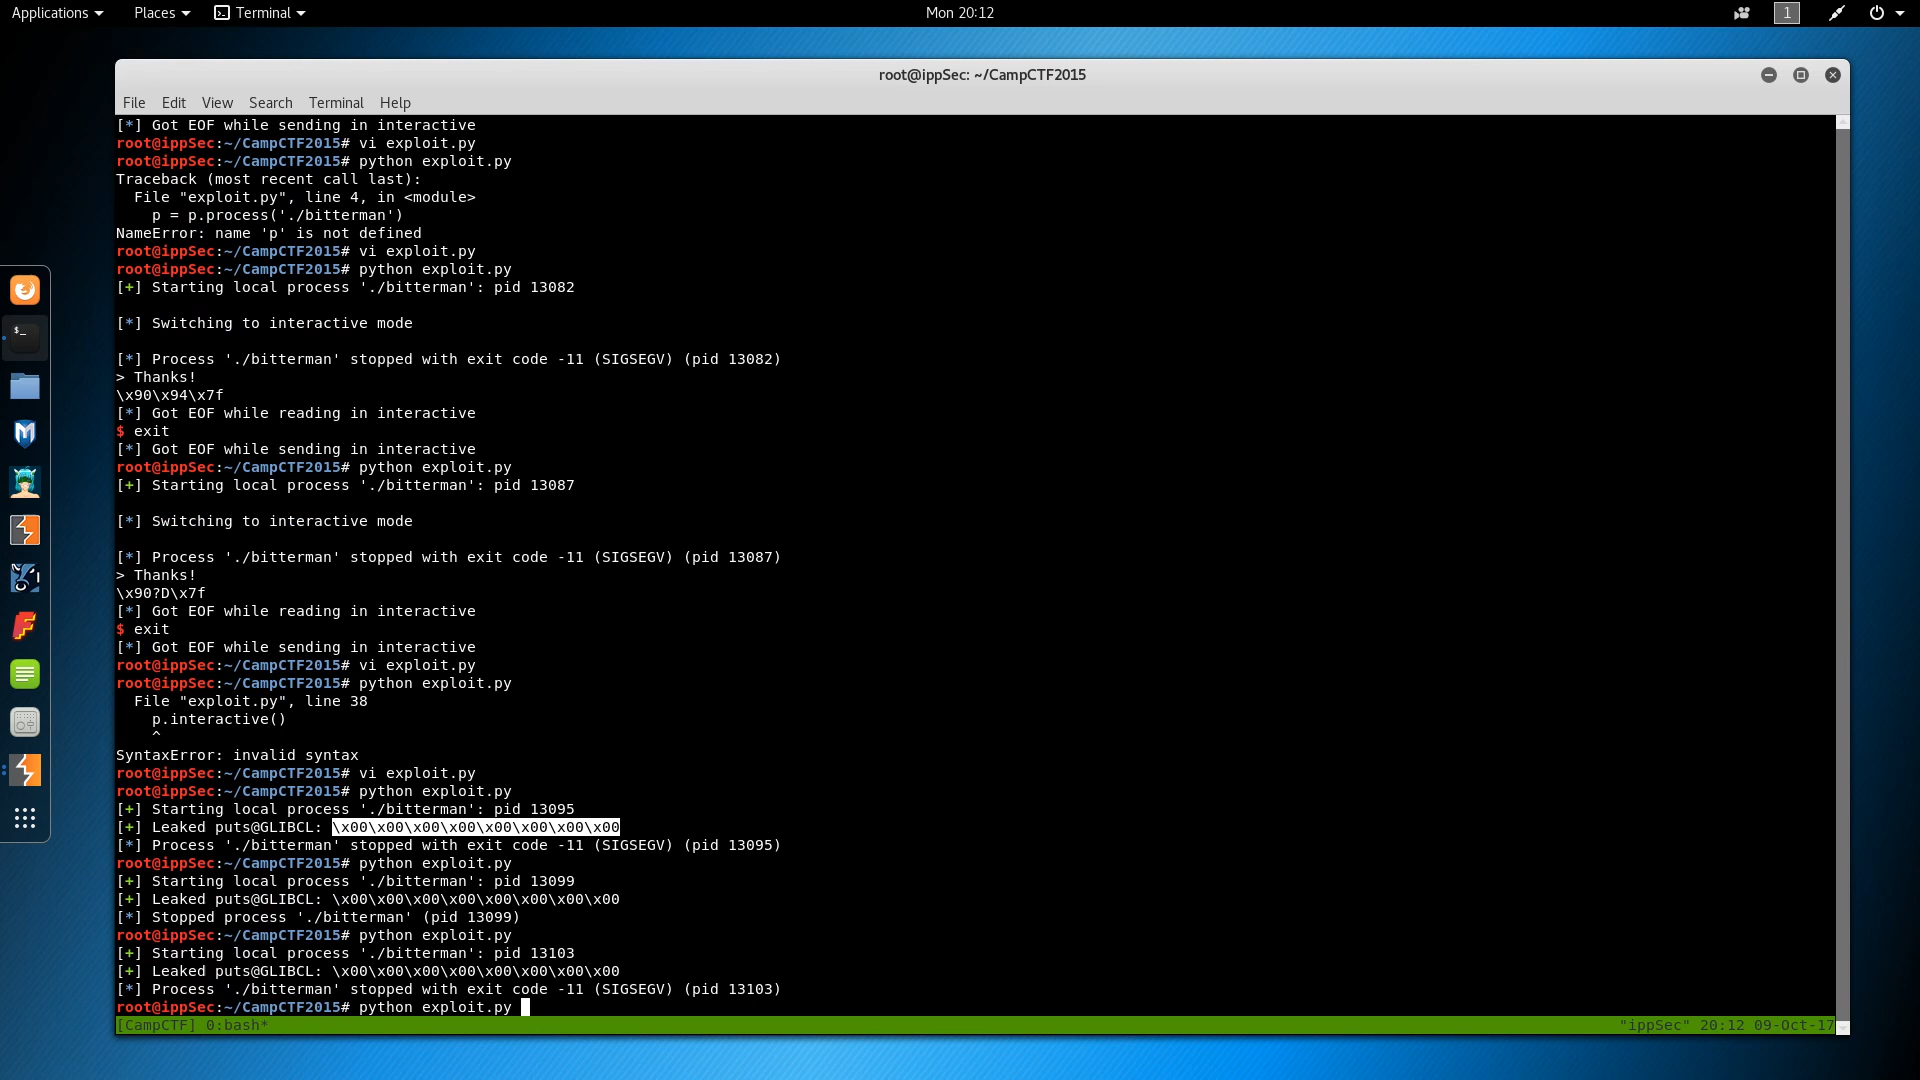 Applications Places Terminal Mon 20:12 1
root@ippSec: ~/CampCTF2015
File Edit View Search Terminal Help
[*] Got EOF while sending in interactive
root@ippSec:~/CampCTF2015# vi exploit.py
root@ippSec:~/CampCTF2015# python exploit.py
Traceback (most recent call last):
  File "exploit.py", line 4, in <module>
    p = p.process('./bitterman')
NameError: name 'p' is not defined
root@ippSec:~/CampCTF2015# vi exploit.py
root@ippSec:~/CampCTF2015# python exploit.py
[+] Starting local process './bitterman': pid 13082
[*] Switching to interactive mode
[*] Process './bitterman' stopped with exit code -11 (SIGSEGV) (pid 13082)
> Thanks!
\x90\x94\x7f
[*] Got EOF while reading in interactive
$ exit
[*] Got EOF while sending in interactive
root@ippSec:~/CampCTF2015# python exploit.py
[+] Starting local process './bitterman': pid 13087
[*] Switching to interactive mode
[*] Process './bitterman' stopped with exit code -11 (SIGSEGV) (pid 13087)
> Thanks!
\x90?D\x7f
[*] Got EOF while reading in interactive
$ exit
[*] Got EOF while sending in interactive
root@ippSec:~/CampCTF2015# vi exploit.py
root@ippSec:~/CampCTF2015# python exploit.py
  File "exploit.py", line 38
    p.interactive()
    ^
SyntaxError: invalid syntax
root@ippSec:~/CampCTF2015# vi exploit.py
root@ippSec:~/CampCTF2015# python exploit.py
[+] Starting local process './bitterman': pid 13095
[+] Leaked puts@GLIBCL: \x00\x00\x00\x00\x00\x00\x00\x00
[*] Process './bitterman' stopped with exit code -11 (SIGSEGV) (pid 13095)
root@ippSec:~/CampCTF2015# python exploit.py
[+] Starting local process './bitterman': pid 13099
[+] Leaked puts@GLIBCL: \x00\x00\x00\x00\x00\x00\x00\x00
[*] Stopped process './bitterman' (pid 13099)
root@ippSec:~/CampCTF2015# python exploit.py
[+] Starting local process './bitterman': pid 13103
[+] Leaked puts@GLIBCL: \x00\x00\x00\x00\x00\x00\x00\x00
[*] Process './bitterman' stopped with exit code -11 (SIGSEGV) (pid 13103)
root@ippSec:~/CampCTF2015# python exploit.py
[CampCTF] 0:bash* "ippSec" 20:12 09-Oct-17